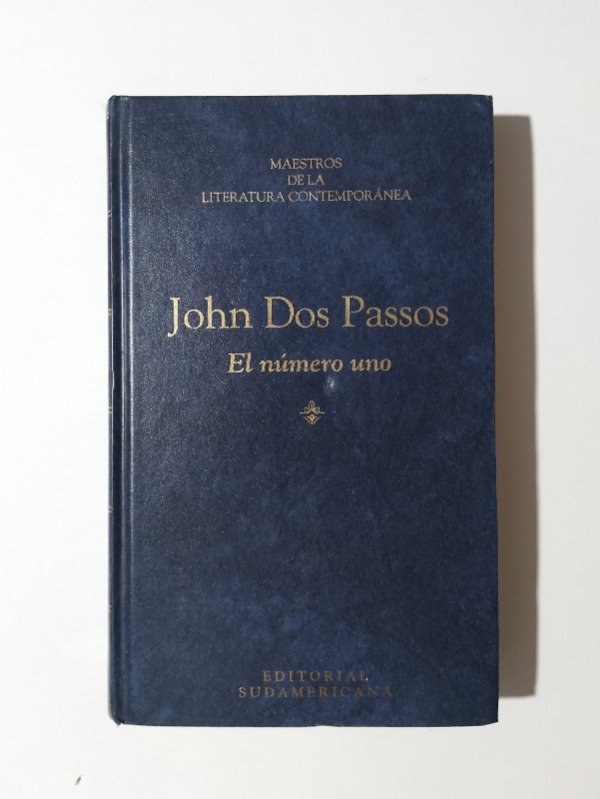 MAESTROS
DE LA
LITERATURA CONTEMPORÁNEA
John Dos Passos
El número uno
EDITORIAL
SUDAMERICANA